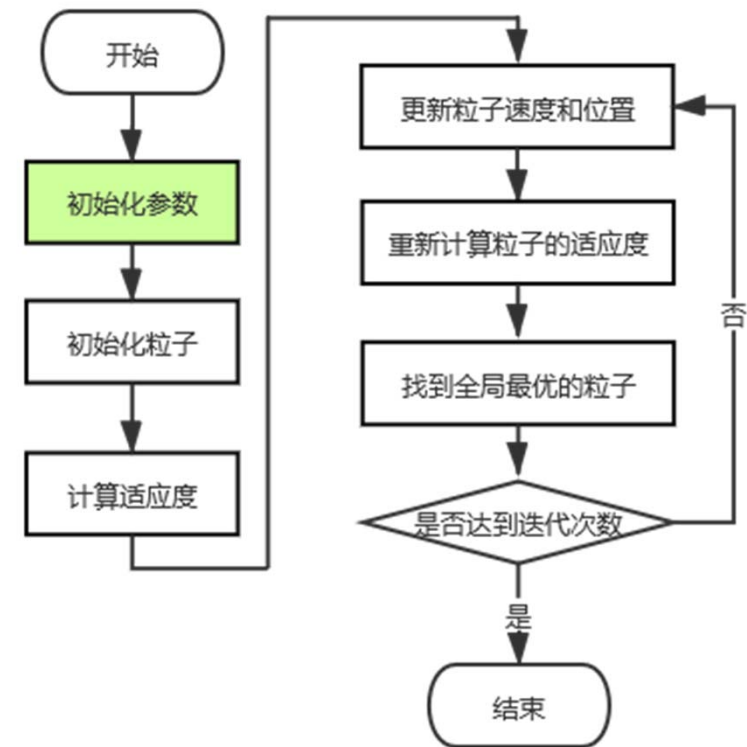 开始
初始化参数
初始化粒子
计算适应度
更新粒子速度和位置
重新计算粒子的适应度
找到全局最优的粒子
是否达到迭代次数
否
是
结束